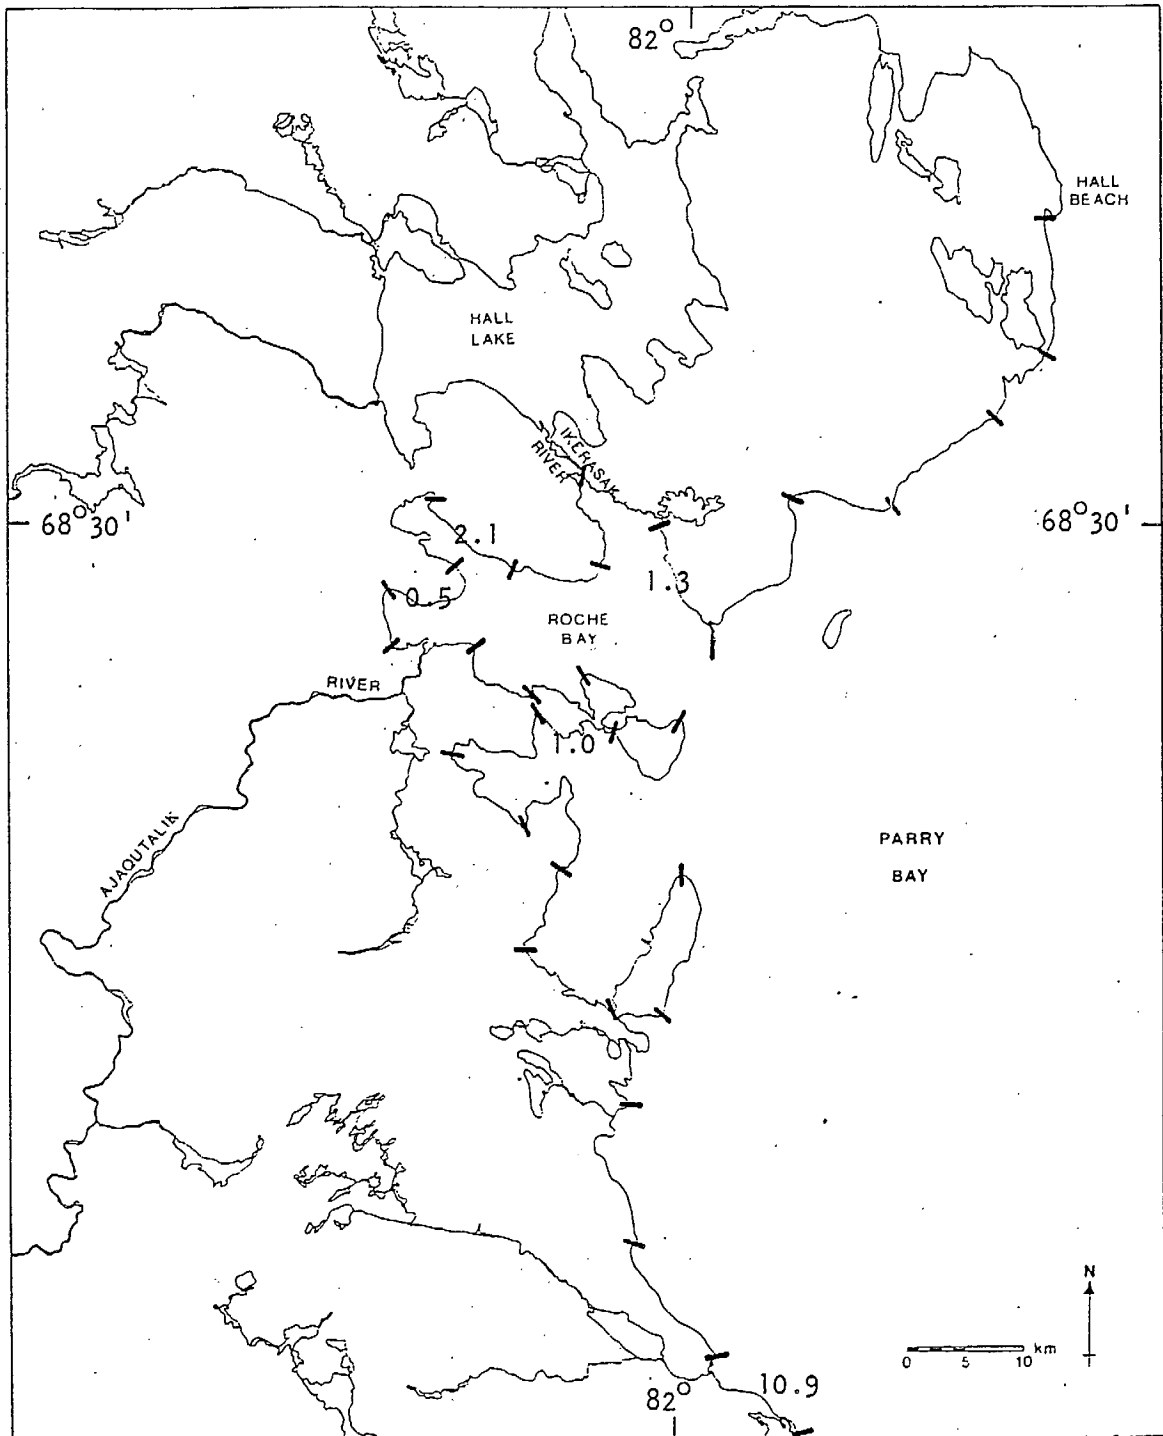 82°
HALL
BEACH
HALL
LAKE
IKERASAK
RIVER
68°30'
68°30'
2.1
1.3
0.5
ROCHE
BAY
RIVER
1.0
AJAQUTALIK
PARRY
BAY
N
0 5 10 km
82°
10.9